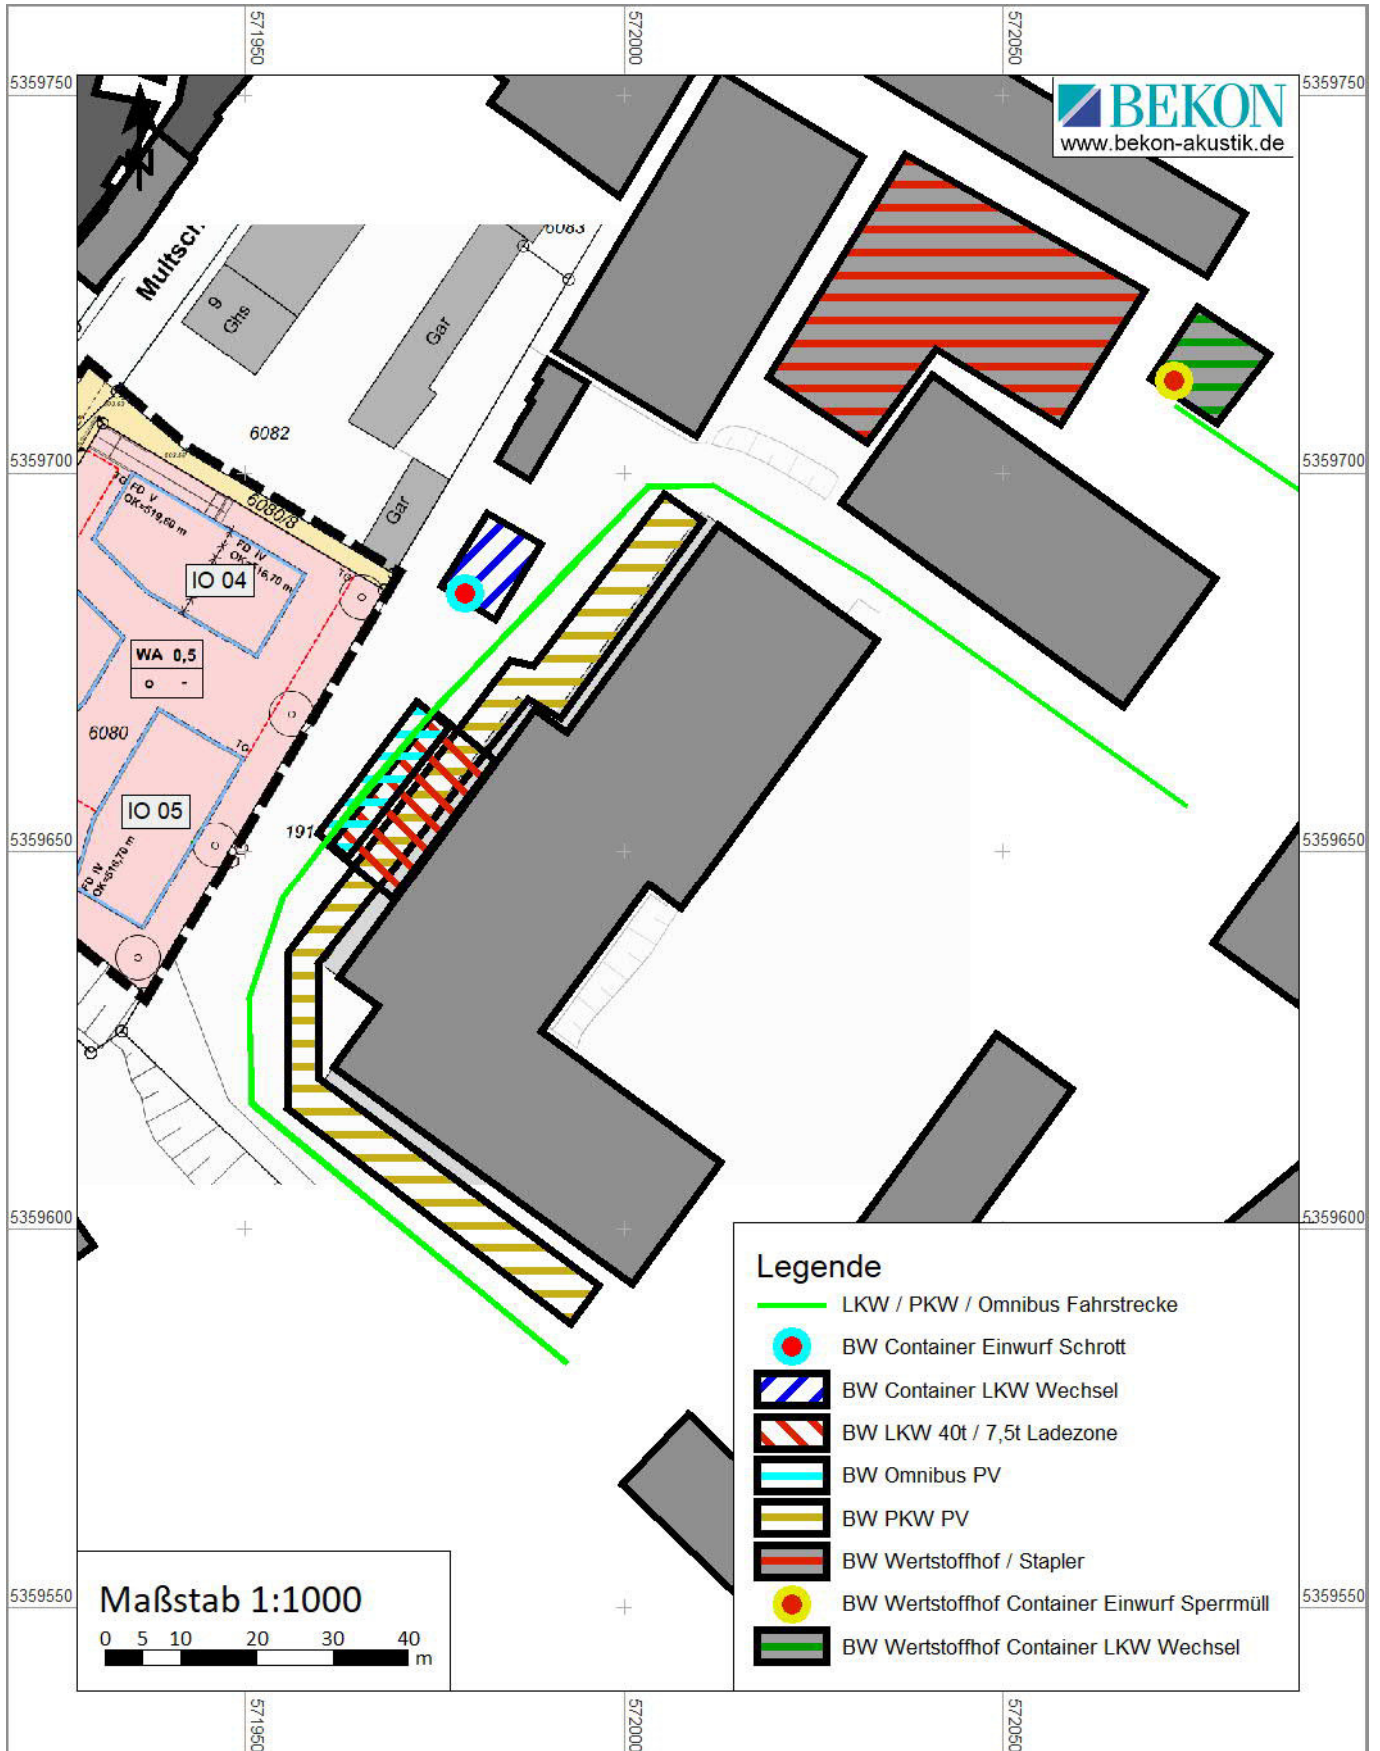 571950
572000
572050
5359750
5359750
BEKON
www.bekon-akustik.de
Multsch
9
Ghs
Gar
6083
6082
Gar
5359700
5359700
6080/8
FD V
OK=519,60 m
FD IV
OK=516,70 m
IO 04
WA 0,5
o -
6080
IO 05
FD IV
OK=516,70 m
191
5359650
5359650
5359600
5359600
Legende
LKW / PKW / Omnibus Fahrstrecke
BW Container Einwurf Schrott
BW Container LKW Wechsel
BW LKW 40t / 7,5t Ladezone
BW Omnibus PV
BW PKW PV
BW Wertstoffhof / Stapler
BW Wertstoffhof Container Einwurf Sperrmüll
BW Wertstoffhof Container LKW Wechsel
5359550
5359550
Maßstab 1:1000
0 5 10 20 30 40
m
571950
572000
572050